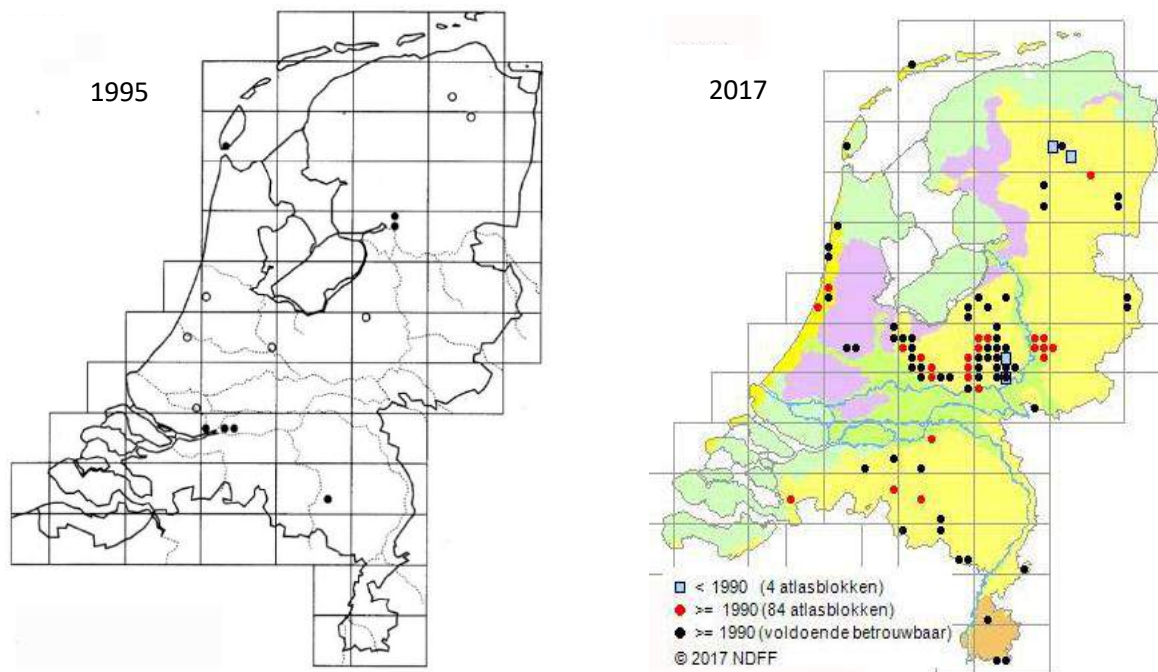 1995
2017
< 1990 (4 atlasblokken)
>= 1990 (84 atlasblokken)
>= 1990 (voldoende betrouwbaar)
© 2017 NDFF